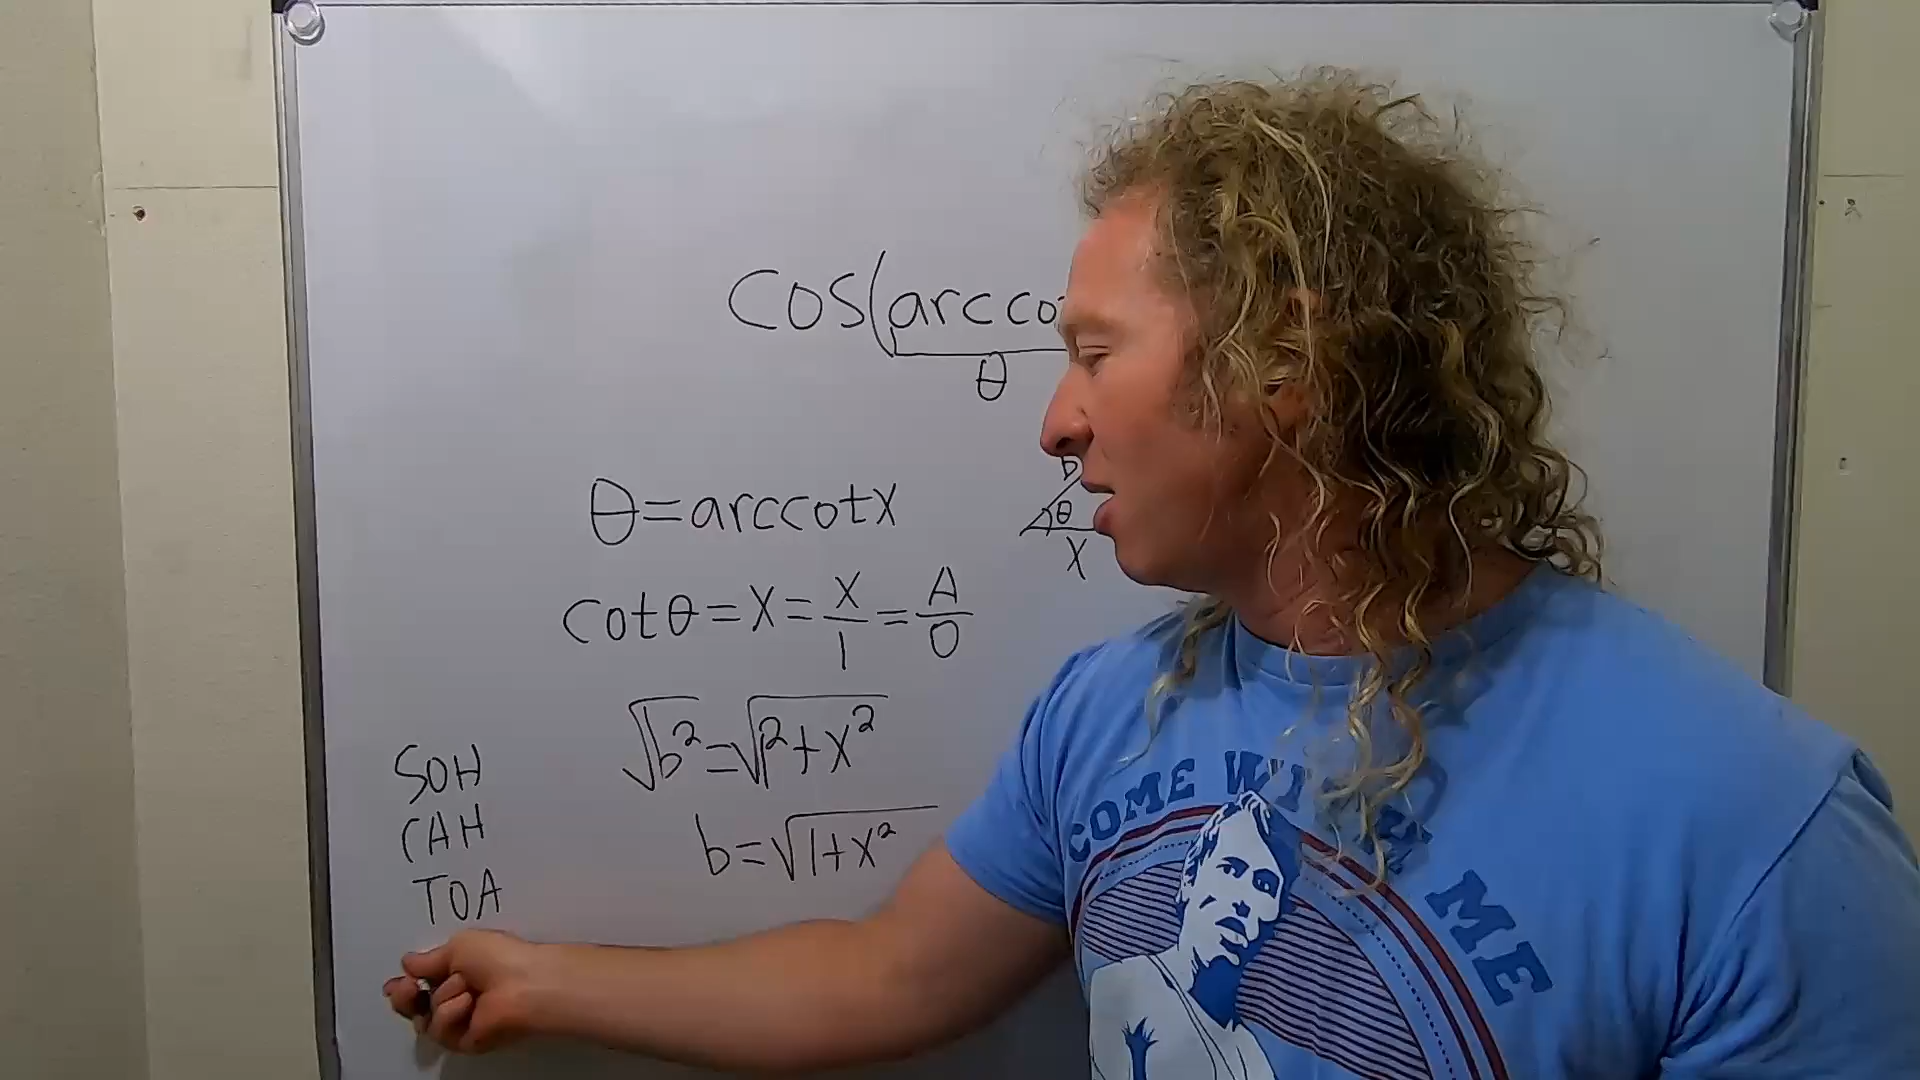 cos(arcco
θ
θ=arccotx
b
θ
x
cotθ=x=x/1=A/O
√b²=√1²+x²
b=√1+x²
SOH
CAH
TOA
COME WITH ME